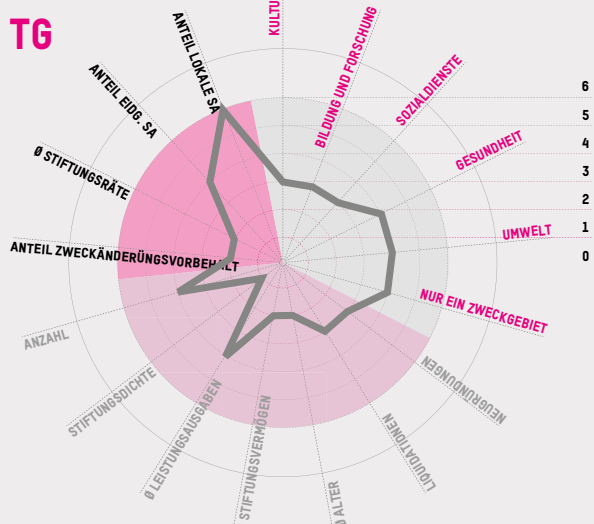 TG
KULTU
BILDUNG UND FORSCHUNG
SOZIALDIENSTE
GESUNDHEIT
UMWELT
NUR EIN ZWECKGEBIET
NEUGRÜNDUNGEN
LIQUIDATIONEN
Ø ALTER
STIFTUNGSVERMÖGEN
Ø LEISTUNGSAUSGABEN
STIFTUNGSDICHTE
ANZAHL
ANTEIL ZWECKÄNDERÜNGSVORBEHALT
Ø STIFTUNGSRÄTE
ANTEIL EIDG. SA
ANTEIL LOKALE SA
6
5
4
3
2
1
0